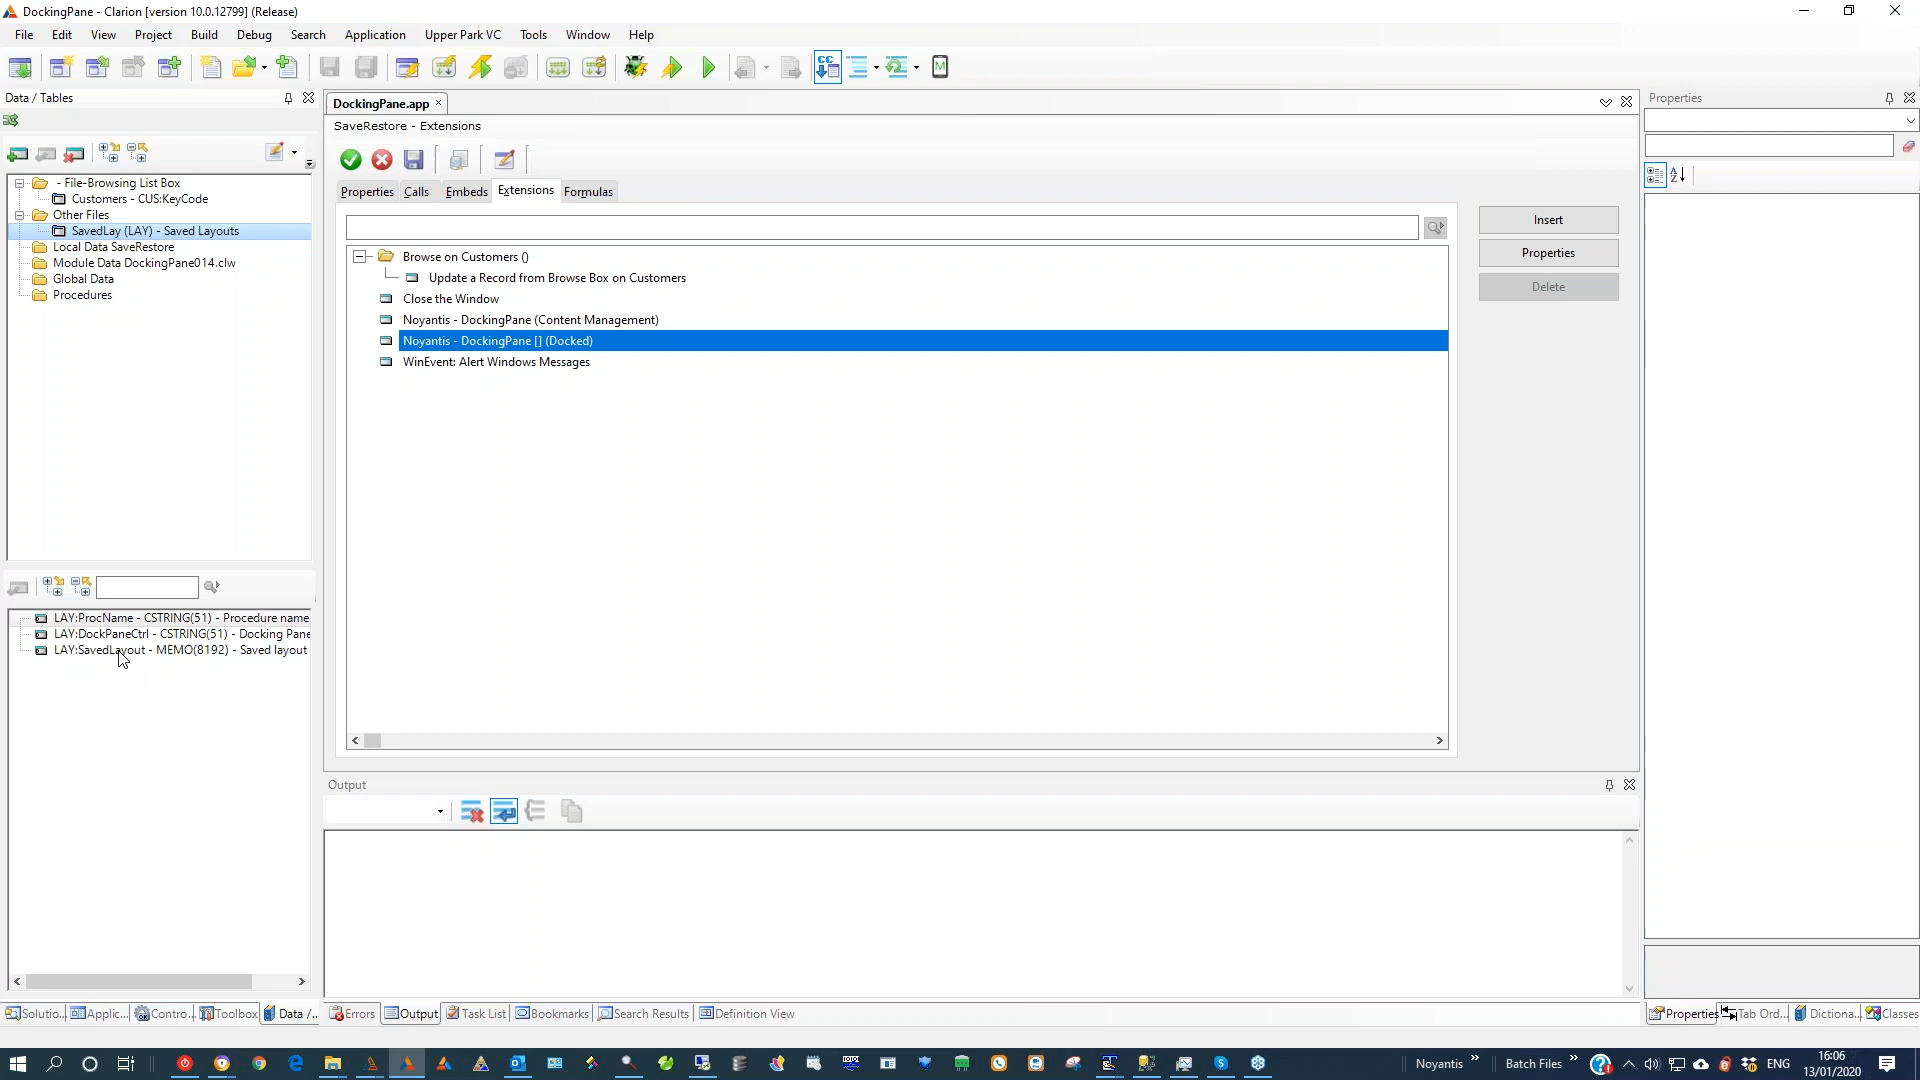 DockingPane - Clarion [version 10.0.12799] (Release)
File Edit View Project Build Debug Search Application Upper Park VC Tools Window Help
Data / Tables
DockingPane.app
Properties
SaveRestore - Extensions
Properties Calls Embeds Extensions Formulas
- File-Browsing List Box
Customers - CUS:KeyCode
Other Files
SavedLay (LAY) - Saved Layouts
Local Data SaveRestore
Module Data DockingPane014.clw
Global Data
Procedures
Browse on Customers ()
Update a Record from Browse Box on Customers
Close the Window
Noyantis - DockingPane (Content Management)
Noyantis - DockingPane [] (Docked)
WinEvent: Alert Windows Messages
Insert
Properties
Delete
LAY:ProcName - CSTRING(51) - Procedure name
LAY:DockPaneCtrl - CSTRING(51) - Docking Pane
LAY:SavedLayout - MEMO(8192) - Saved layout
Output
Solutio... Applic... Contro... Toolbox Data /...
Errors Output Task List Bookmarks Search Results Definition View
Properties Tab Ord... Dictiona... Classes
Noyantis Batch Files ENG
16:06
13/01/2020